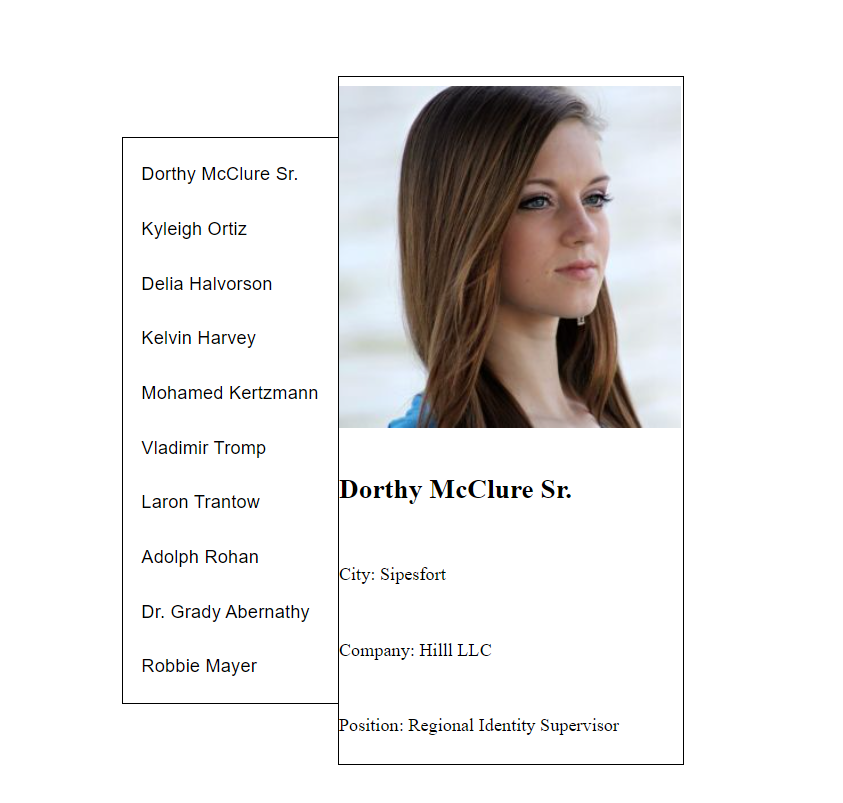 Dorthy McClure Sr.
Kyleigh Ortiz
Delia Halvorson
Kelvin Harvey
Mohamed Kertzmann
Vladimir Tromp
Laron Trantow
Adolph Rohan
Dr. Grady Abernathy
Robbie Mayer
Dorthy McClure Sr.
City: Sipesfort
Company: Hilll LLC
Position: Regional Identity Supervisor